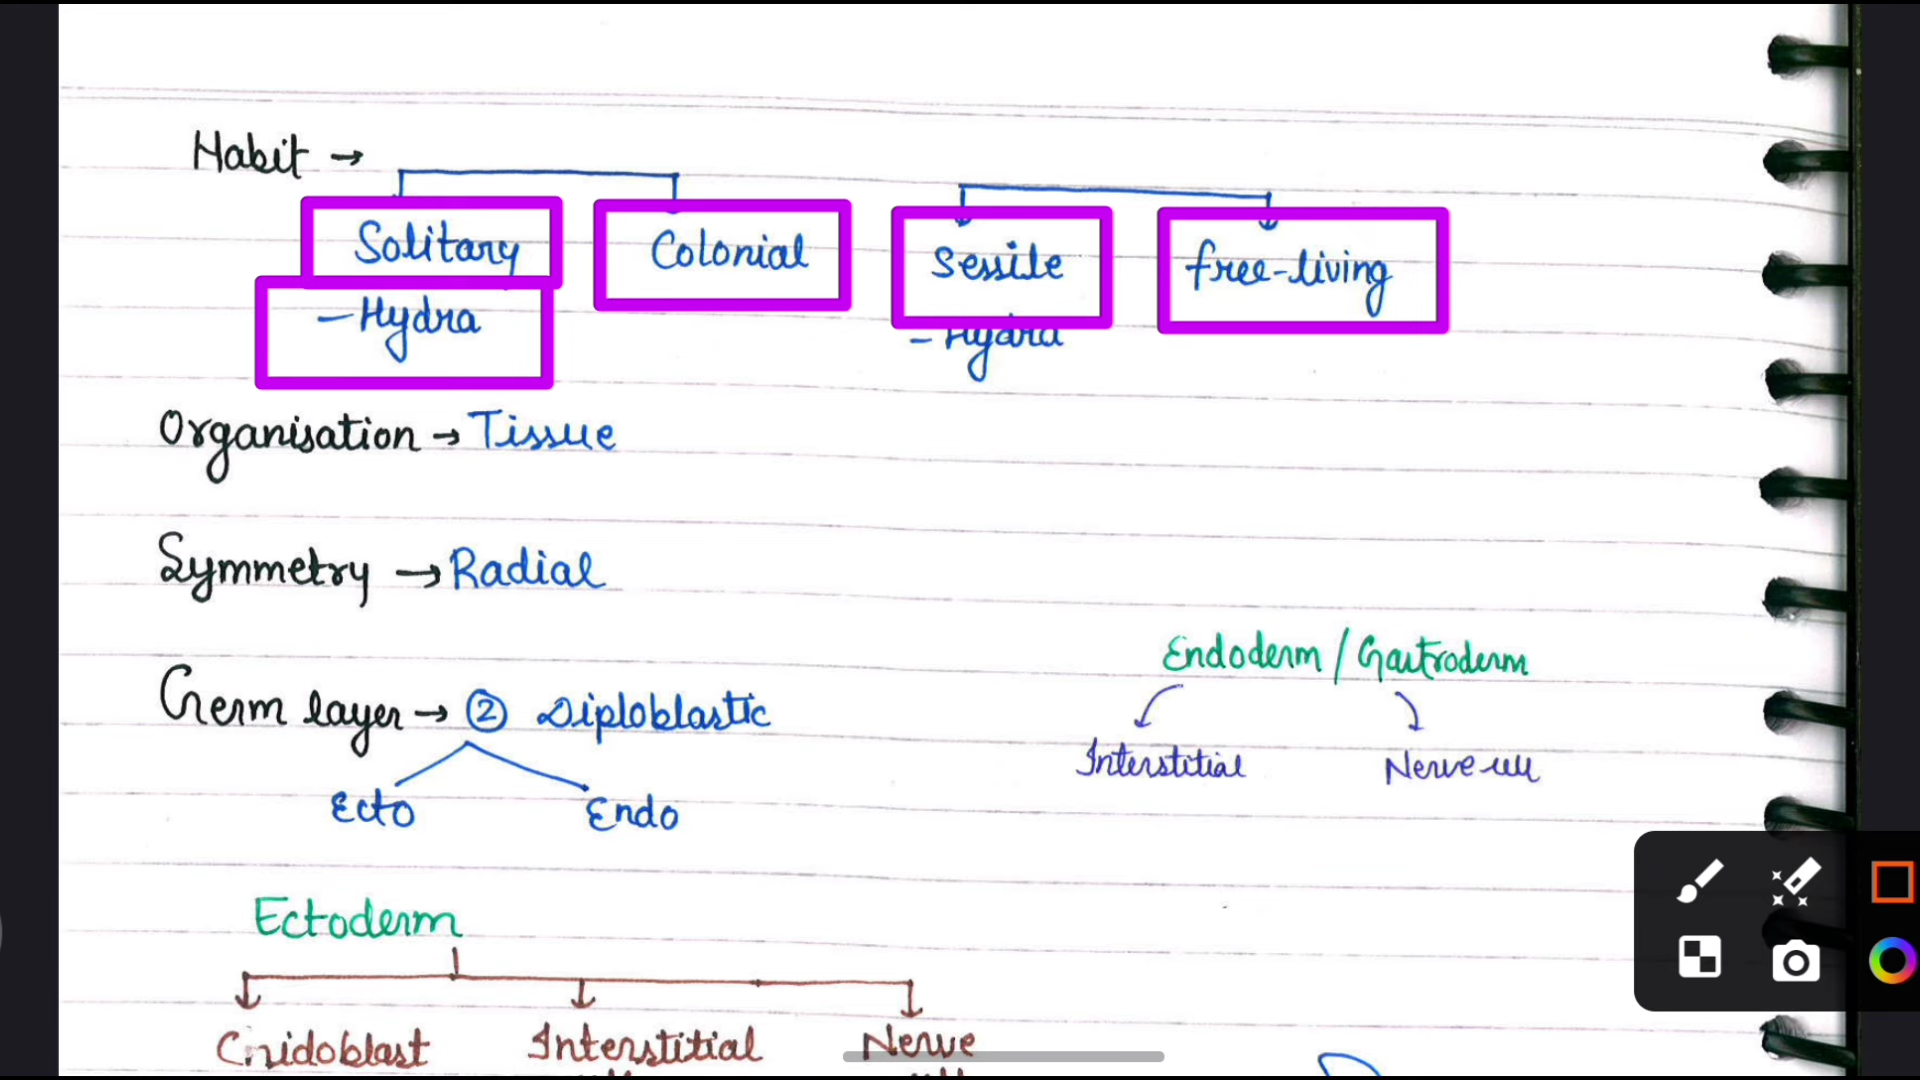 Habit →
Solitary Colonial Sessile free-living
- Hydra - Hydra
Organisation → Tissue
Symmetry → Radial
Endoderm / Gastroderm
Germ layer → ② Diploblastic
Interstitial Nerve cell
Ecto Endo
Ectoderm
Cnidoblast Interstitial Nerve